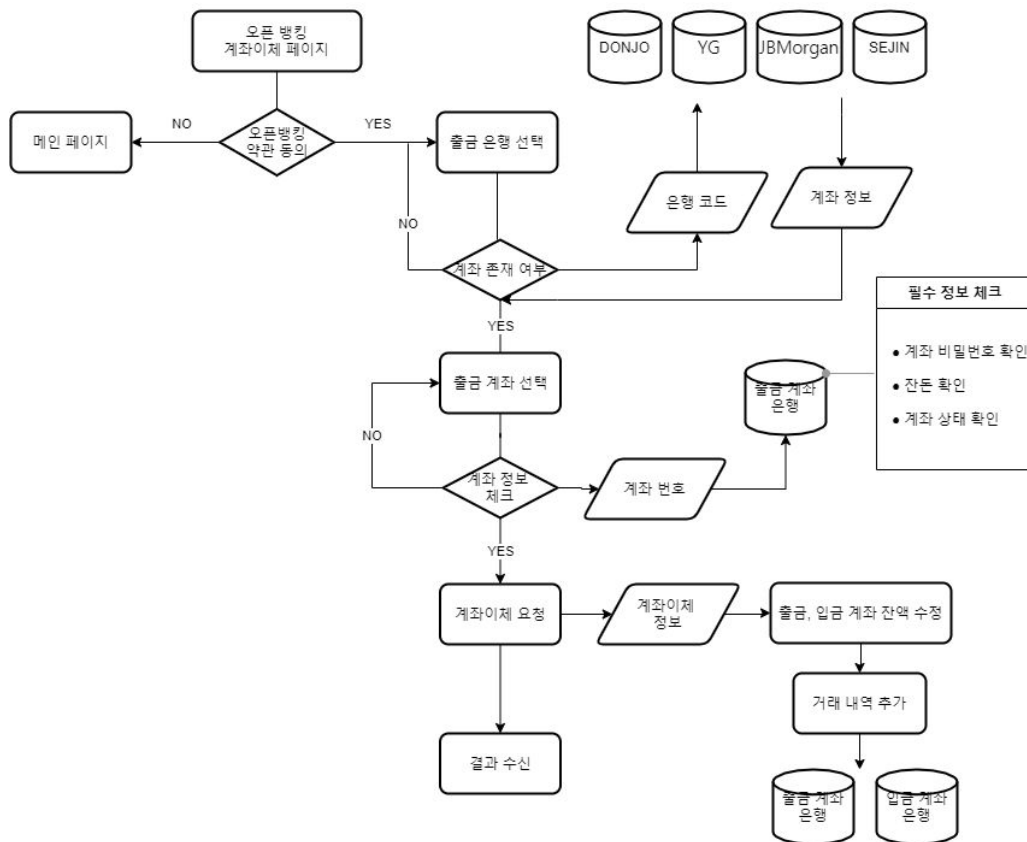 오픈 뱅킹
계좌이체 페이지
DONJO
YG
JBMorgan
SEJIN
메인 페이지
NO
오픈뱅킹
약관 동의
YES
출금 은행 선택
은행 코드
계좌 정보
NO
계좌 존재 여부
필수 정보 체크
YES
● 계좌 비밀번호 확인
출금 계좌 선택
출금 계좌
은행
● 잔돈 확인
● 계좌 상태 확인
NO
계좌 정보
체크
계좌 번호
YES
계좌이체 요청
계좌이체
정보
출금, 입금 계좌 잔액 수정
거래 내역 추가
결과 수신
출금 계좌
은행
입금 계좌
은행